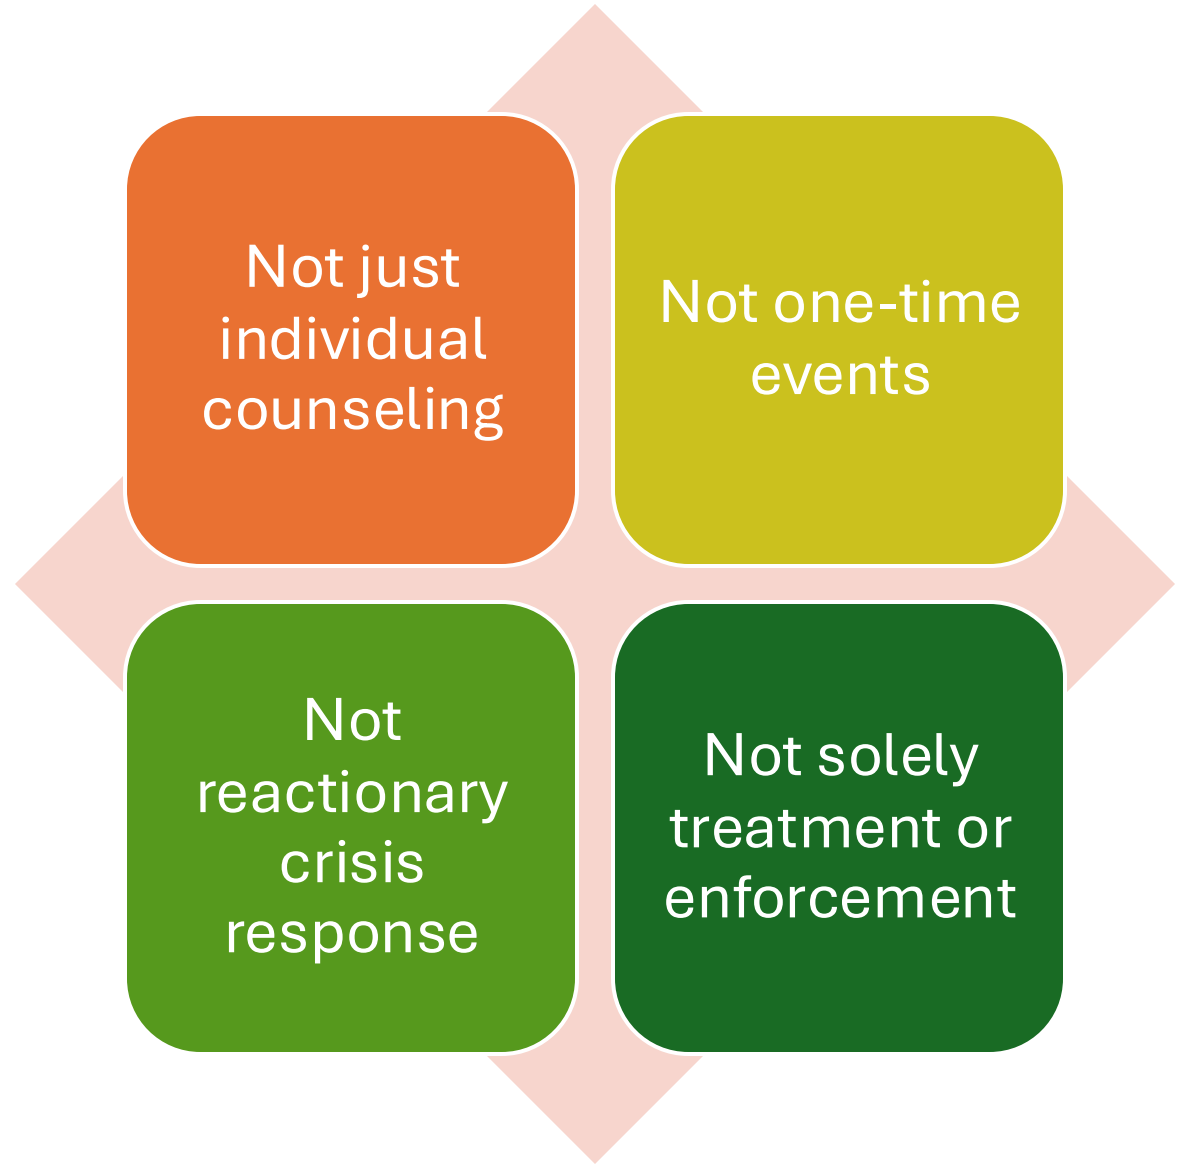 Not just
individual
counseling
Not one-time
events
Not
reactionary
crisis
response
Not solely
treatment or
enforcement